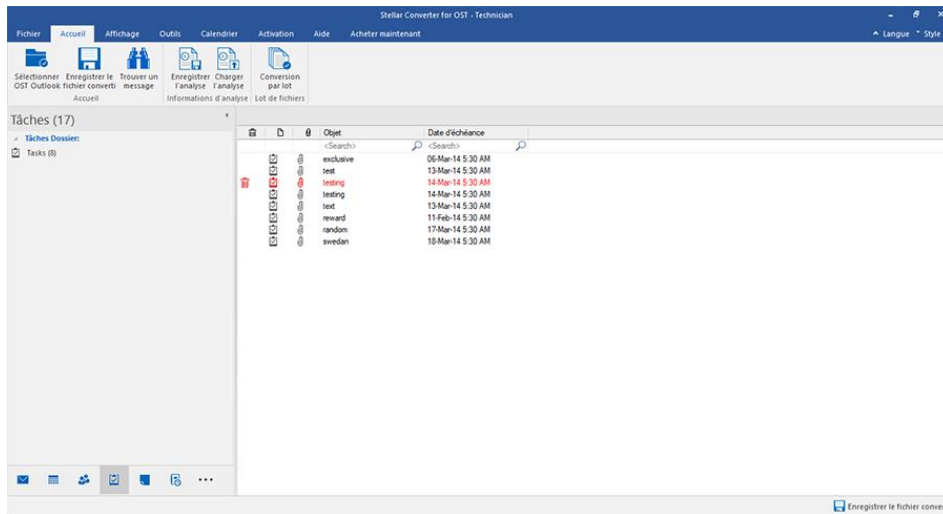 Stellar Converter for OST - Technician
Fichier Accueil Affichage Outils Calendrier Activation Aide Acheter maintenant Langue Style
Sélectionner OST Outlook
Enregistrer le fichier converti
Trouver un message
Enregistrer l'analyse
Charger l'analyse
Conversion par lot
Accueil
Informations d'analyse
Lot de fichiers
Tâches (17)
Tâches Dossier:
Tasks (8)
Objet Date d'échéance
<Search> <Search>
exclusive 06-Mar-14 5:30 AM
test 13-Mar-14 5:30 AM
testing 14-Mar-14 5:30 AM
testing 14-Mar-14 5:30 AM
text 13-Mar-14 5:30 AM
reward 11-Feb-14 5:30 AM
random 17-Mar-14 5:30 AM
swedan 18-Mar-14 5:30 AM
Enregistrer le fichier conver